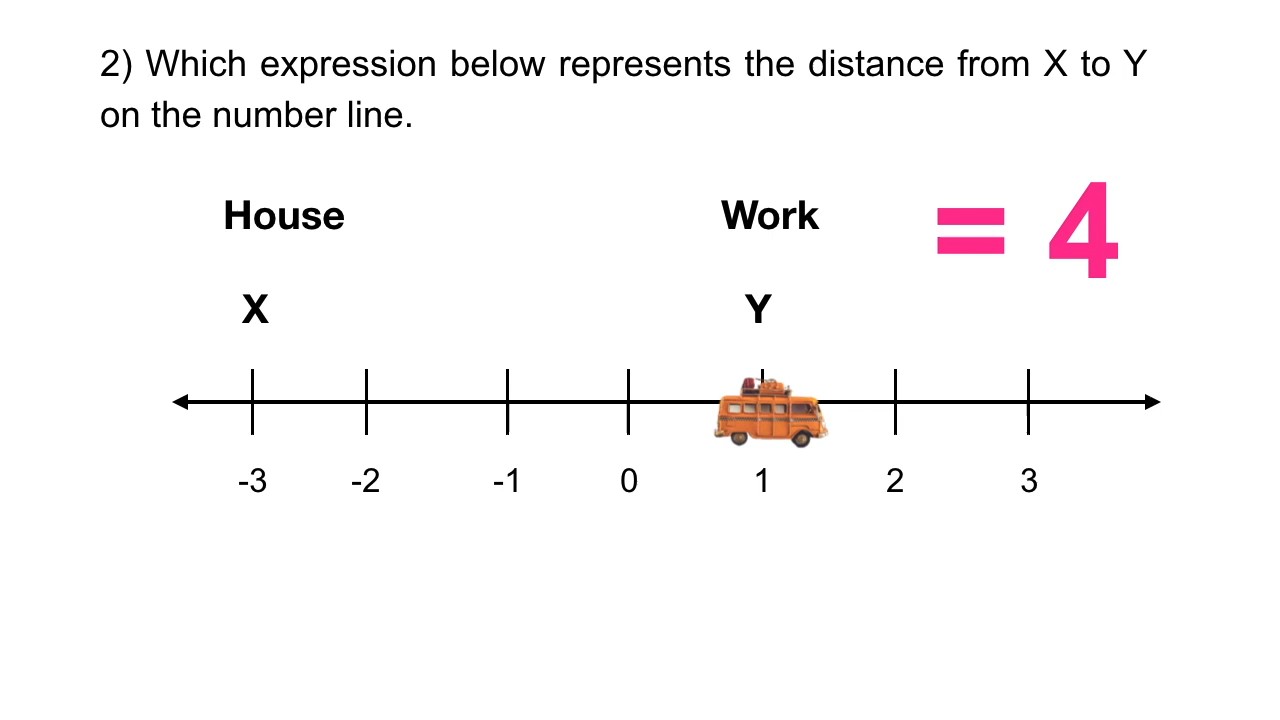 2) Which expression below represents the distance from X to Y
on the number line.
House Work = 4
X Y
-3 -2 -1 0 1 2 3